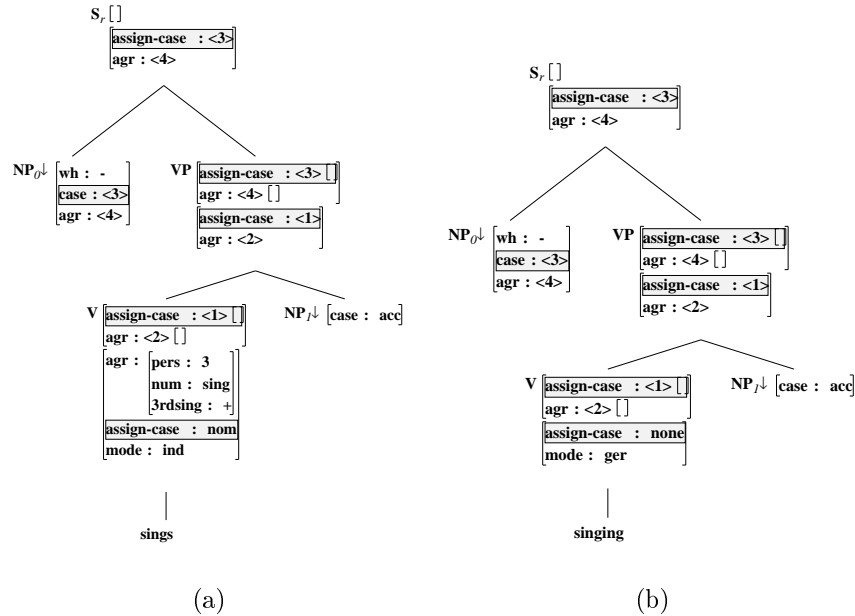 S_r []
[assign-case : <3>
agr : <4>]
NP_0↓ [wh : -
case : <3>
agr : <4>]
VP [assign-case : <3> []
agr : <4> []]
[assign-case : <1>
agr : <2>]
V [assign-case : <1> []
agr : <2> []]
NP_1↓ [case : acc]
[agr : [pers : 3
num : sing
3rdsing : +]
assign-case : nom
mode : ind]
sings
(a)
S_r []
[assign-case : <3>
agr : <4>]
NP_0↓ [wh : -
case : <3>
agr : <4>]
VP [assign-case : <3> []
agr : <4> []]
[assign-case : <1>
agr : <2>]
V [assign-case : <1> []
agr : <2> []]
NP_1↓ [case : acc]
[assign-case : none
mode : ger]
singing
(b)